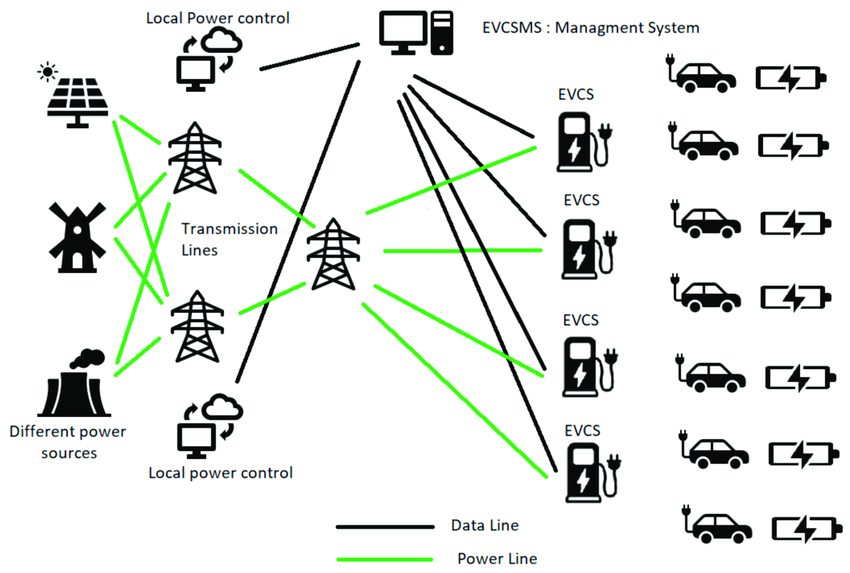 Local Power control
EVCSMS : Managment System
EVCS
EVCS
Transmission
Lines
EVCS
EVCS
Different power
sources
Local power control
Data Line
Power Line